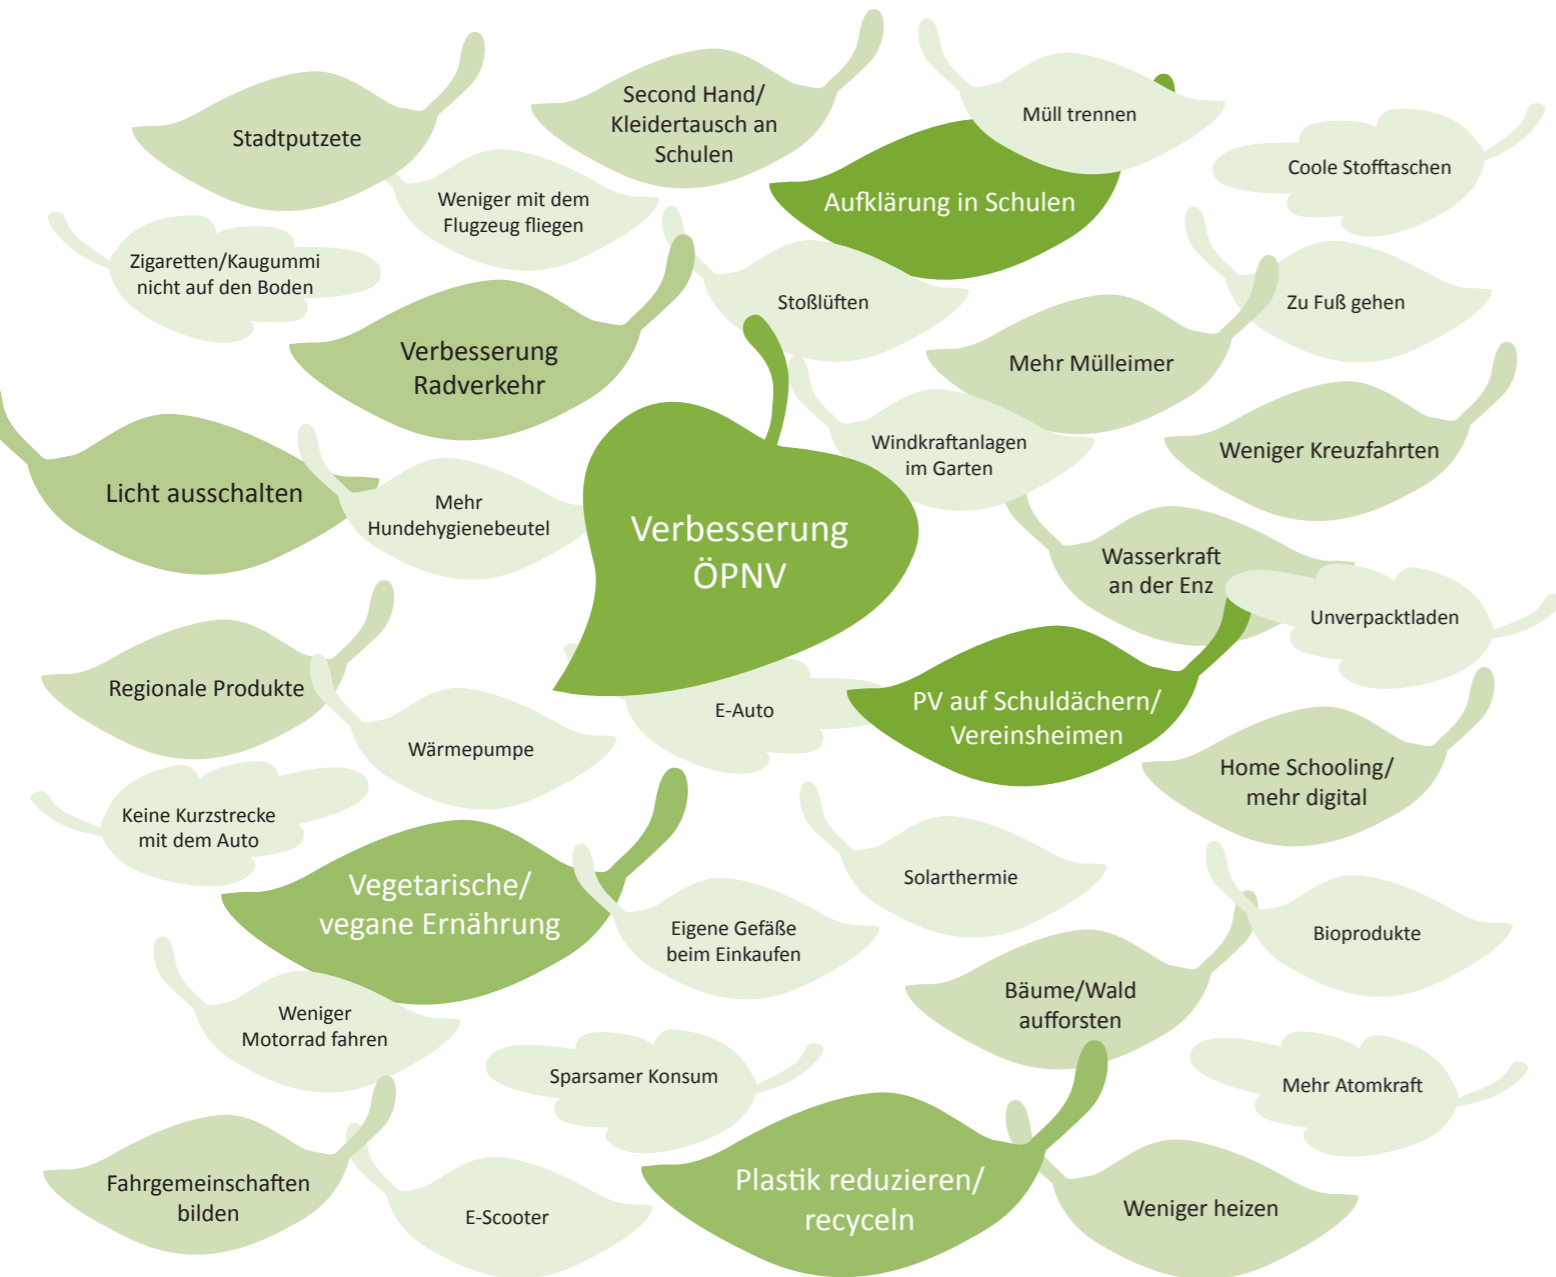 Second Hand/
Kleidertausch an
Schulen
Müll trennen
Stadtputzete
Coole Stofftaschen
Weniger mit dem
Flugzeug fliegen
Aufklärung in Schulen
Zigaretten/Kaugummi
nicht auf den Boden
Stoßlüften
Zu Fuß gehen
Verbesserung
Radverkehr
Mehr Mülleimer
Windkraftanlagen
im Garten
Weniger Kreuzfahrten
Licht ausschalten
Mehr
Hundehygienebeutel
Verbesserung
ÖPNV
Wasserkraft
an der Enz
Unverpacktladen
Regionale Produkte
E-Auto
PV auf Schuldächern/
Vereinsheimen
Wärmepumpe
Home Schooling/
mehr digital
Keine Kurzstrecke
mit dem Auto
Vegetarische/
vegane Ernährung
Solarthermie
Eigene Gefäße
beim Einkaufen
Bioprodukte
Weniger
Motorrad fahren
Bäume/Wald
aufforsten
Sparsamer Konsum
Mehr Atomkraft
Fahrgemeinschaften
bilden
E-Scooter
Plastik reduzieren/
recyceln
Weniger heizen